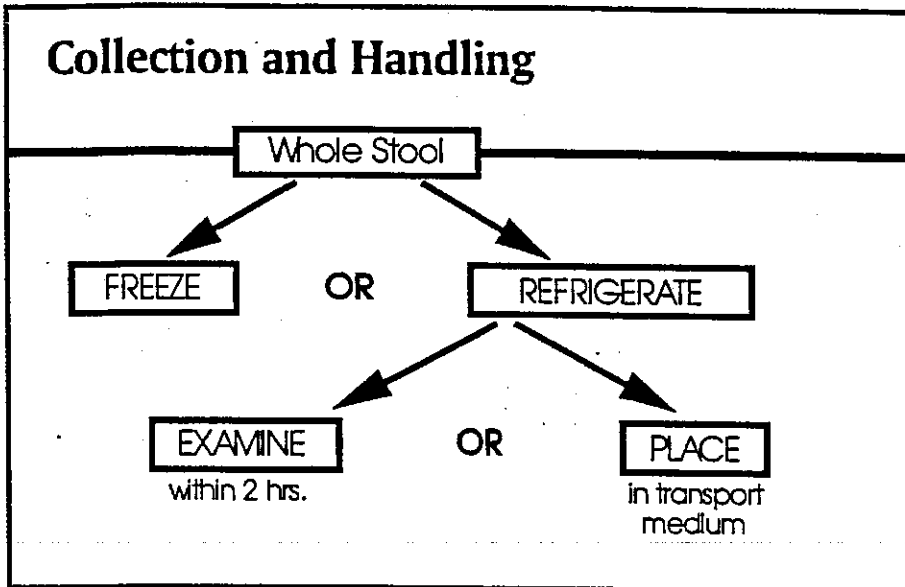 Collection and Handling
Whole Stool
FREEZE OR REFRIGERATE
EXAMINE OR PLACE
within 2 hrs. in transport
medium